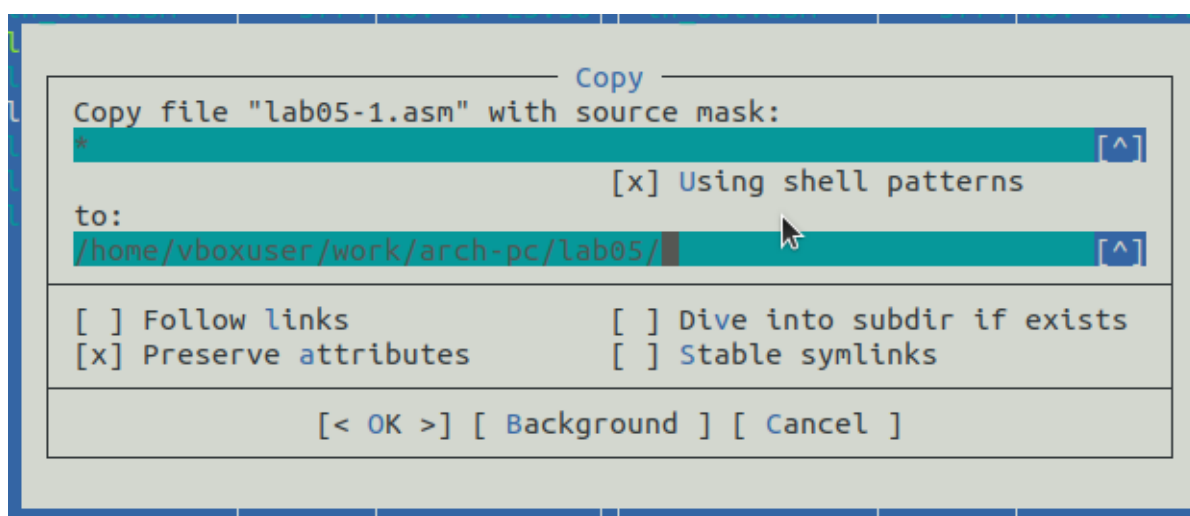 Copy
Copy file "lab05-1.asm" with source mask:
* [^]
[x] Using shell patterns
to:
/home/vboxuser/work/arch-pc/lab05/ [^]
[ ] Follow links [ ] Dive into subdir if exists
[x] Preserve attributes [ ] Stable symlinks
[< OK >] [ Background ] [ Cancel ]